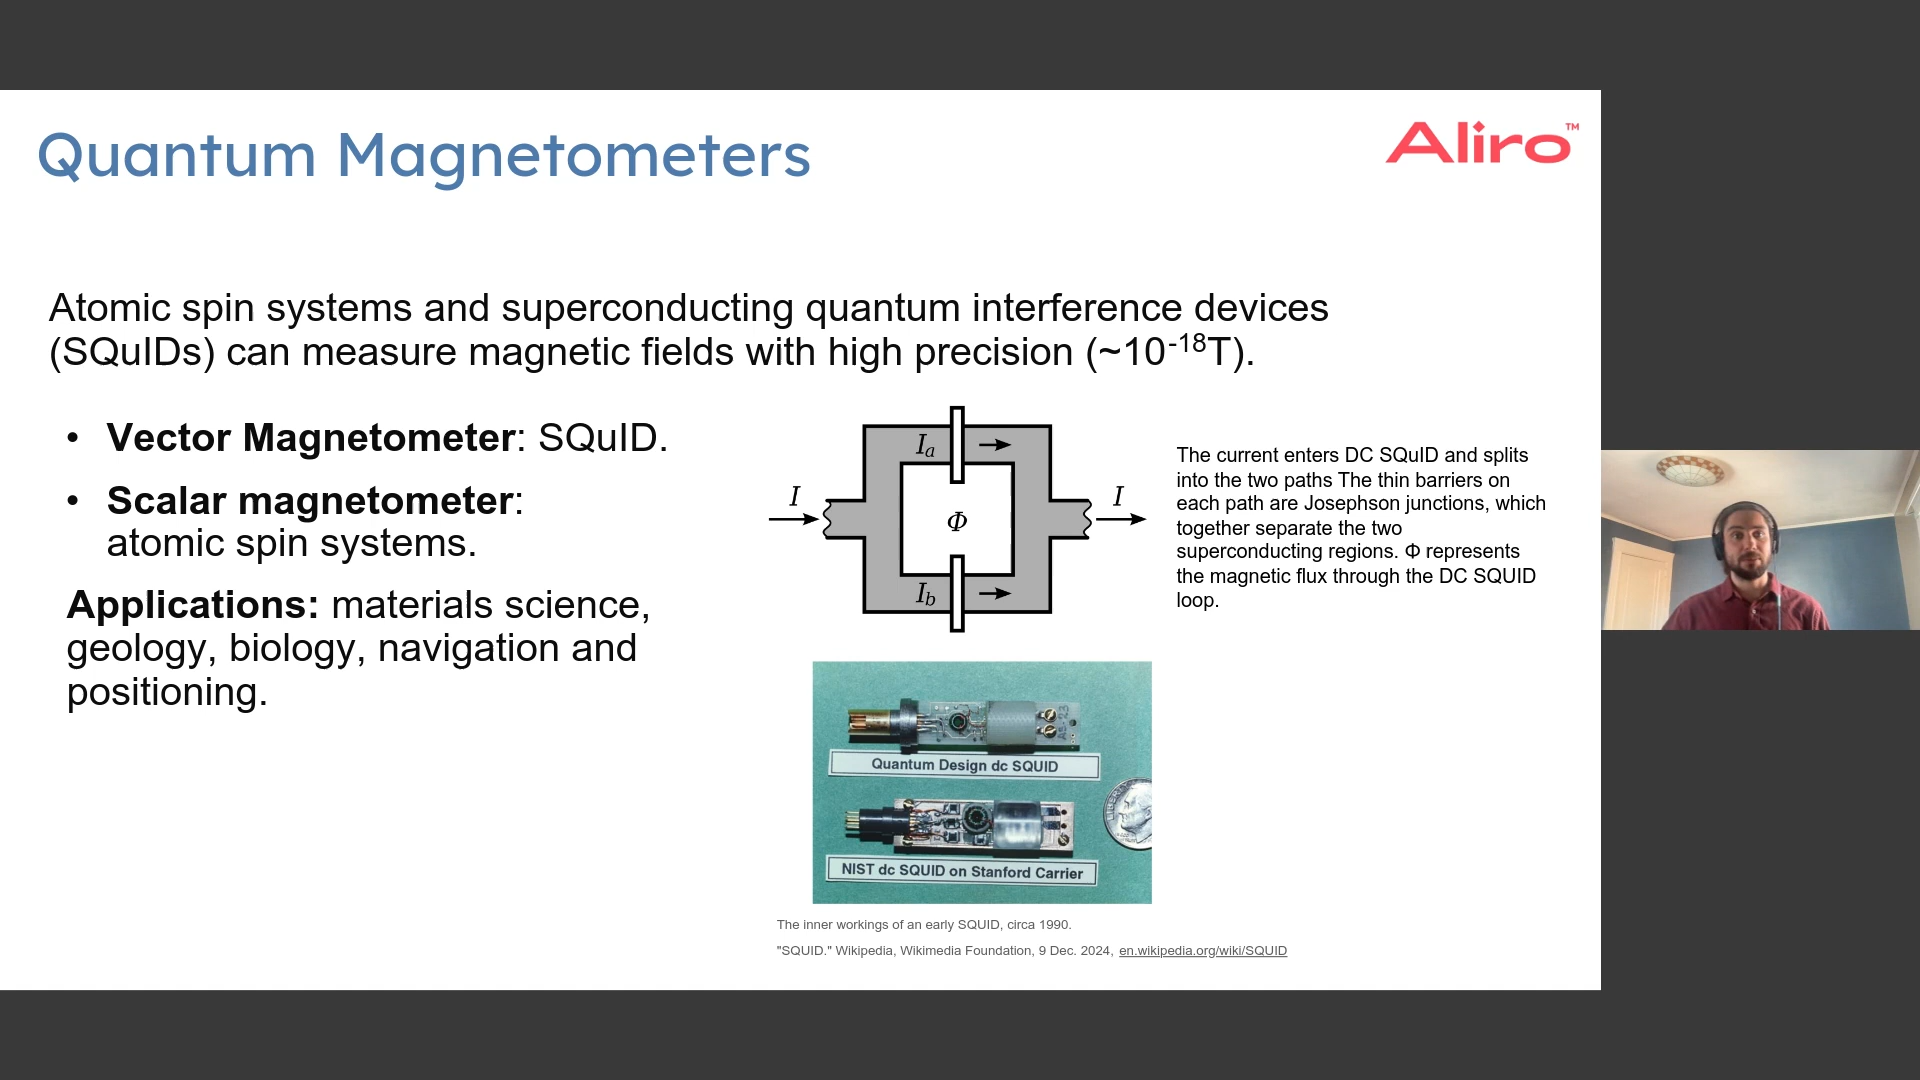 Quantum Magnetometers
Aliro™
Atomic spin systems and superconducting quantum interference devices
(SQuIDs) can measure magnetic fields with high precision (~10⁻¹⁸T).
• Vector Magnetometer: SQuID.
• Scalar magnetometer:
atomic spin systems.
Applications: materials science,
geology, biology, navigation and
positioning.
Iₐ
I
Φ
I
I_b
The current enters DC SQuID and splits
into the two paths The thin barriers on
each path are Josephson junctions, which
together separate the two
superconducting regions. Φ represents
the magnetic flux through the DC SQUID
loop.
Quantum Design dc SQUID
LIBERTY
NIST dc SQUID on Stanford Carrier
The inner workings of an early SQUID, circa 1990.
"SQUID." Wikipedia, Wikimedia Foundation, 9 Dec. 2024, en.wikipedia.org/wiki/SQUID